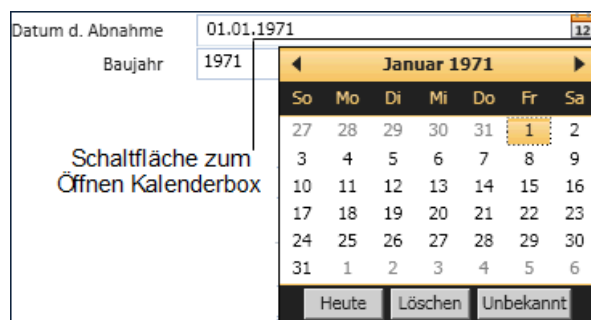 Datum d. Abnahme 01.01.1971 12
Baujahr 1971
Januar 1971
So Mo Di Mi Do Fr Sa
27 28 29 30 31 1 2
3 4 5 6 7 8 9
10 11 12 13 14 15 16
17 18 19 20 21 22 23
24 25 26 27 28 29 30
31 1 2 3 4 5 6
Heute Löschen Unbekannt
Schaltfläche zum
Öffnen Kalenderbox